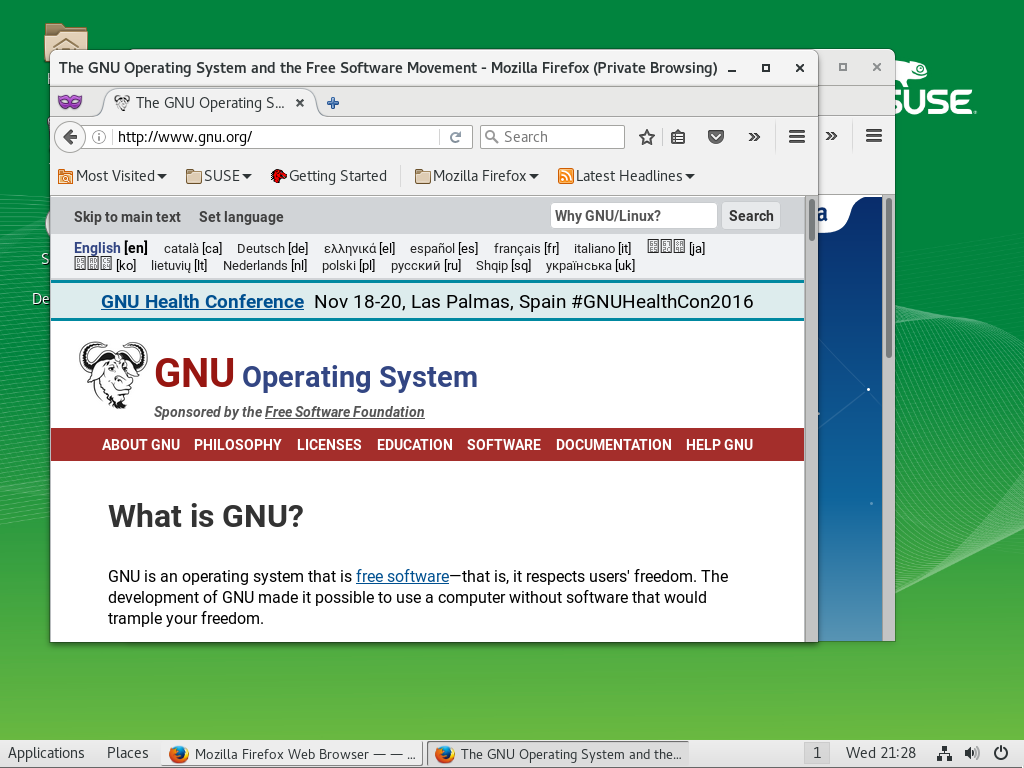 The GNU Operating System and the Free Software Movement - Mozilla Firefox (Private Browsing)
The GNU Operating S...
http://www.gnu.org/
Search
Most Visited SUSE Getting Started Mozilla Firefox Latest Headlines
SUSE
Skip to main text Set language Why GNU/Linux? Search
English [en] català [ca] Deutsch [de] ελληνικά [el] español [es] français [fr] italiano [it] [ja]
[ko] lietuvių [lt] Nederlands [nl] polski [pl] русский [ru] Shqip [sq] українська [uk]
GNU Health Conference Nov 18-20, Las Palmas, Spain #GNUHealthCon2016
GNU Operating System
Sponsored by the Free Software Foundation
ABOUT GNU PHILOSOPHY LICENSES EDUCATION SOFTWARE DOCUMENTATION HELP GNU
What is GNU?
GNU is an operating system that is free software—that is, it respects users' freedom. The
development of GNU made it possible to use a computer without software that would
trample your freedom.
Applications Places Mozilla Firefox Web Browser — — ... The GNU Operating System and the... 1 Wed 21:28